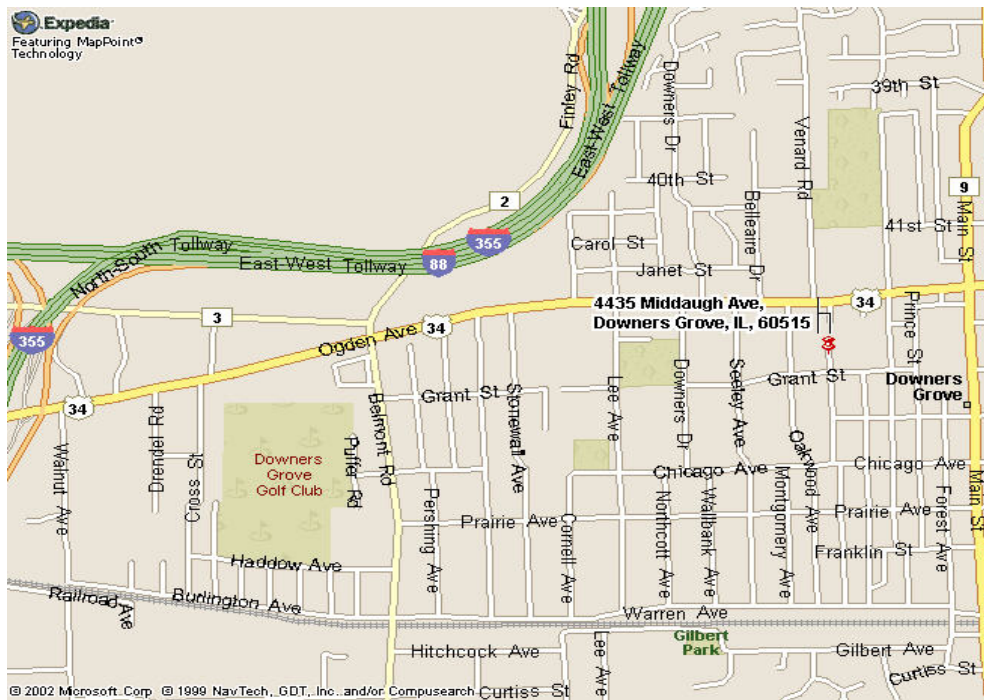 Expedia
Featuring MapPoint
Technology
Finley Rd
East West Tollway
Downers Dr
Venard Rd
39th St
40th St
2
9
Main St
Belleaire Dr
41st St
Carol St
Janet St
355
88
North-South Tollway
East West Tollway
4435 Middaugh Ave,
Downers Grove, IL, 60515
34
Prince St
3
34
Ogden Ave
355
34
Grant St
Grant St
Downers
Grove
Stonewall Ave
Lee Ave
Downers Dr
Seeley Ave
Belmont Rd
Walnut Ave
Drendel Rd
Cross St
Downers
Grove
Golf Club
Puffer Rd
Chicago Ave
Chicago Ave
Oakwood Ave
Pershing Ave
Prairie Ave
Cornell Ave
Northcott Ave
Wallbank Ave
Montgomery Ave
Prairie Ave
Forest Ave
Main St
Franklin St
Haddow Ave
Railroad Ave
Burlington Ave
Warren Ave
Gilbert
Park
Hitchcock Ave
Lee Ave
Gilbert Ave
Curtiss St
Curtiss St
© 2002 Microsoft Corp © 1999 NavTech, GDT, Inc. and/or Compusearch